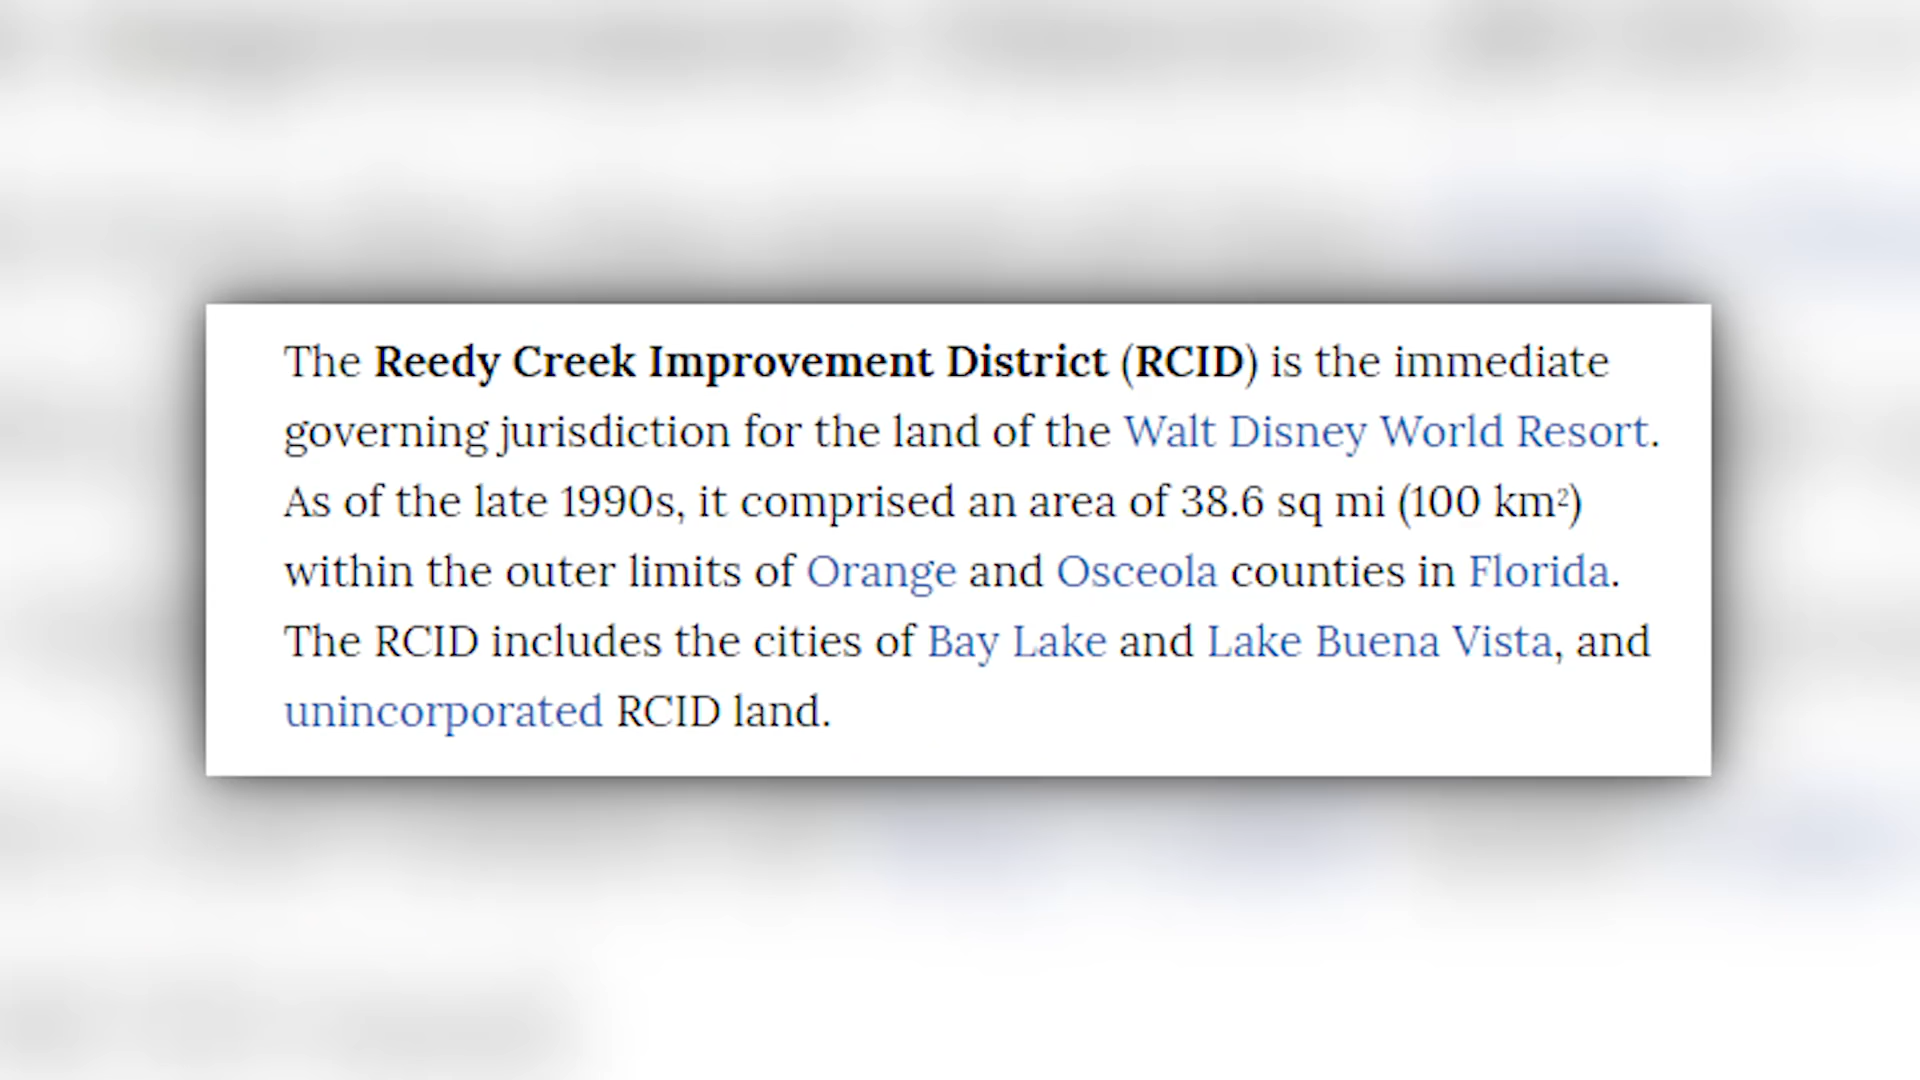 The Reedy Creek Improvement District (RCID) is the immediate
governing jurisdiction for the land of the Walt Disney World Resort.
As of the late 1990s, it comprised an area of 38.6 sq mi (100 km²)
within the outer limits of Orange and Osceola counties in Florida.
The RCID includes the cities of Bay Lake and Lake Buena Vista, and
unincorporated RCID land.